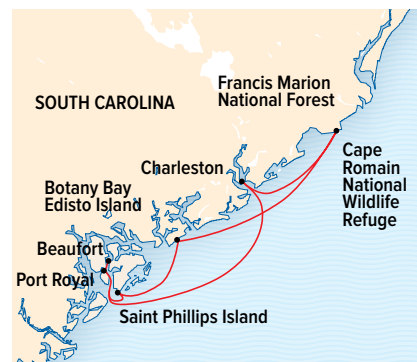 Francis Marion
National Forest
SOUTH CAROLINA
Cape
Romain
National
Wildlife
Refuge
Charleston
Botany Bay
Edisto Island
Beaufort
Port Royal
Saint Phillips Island